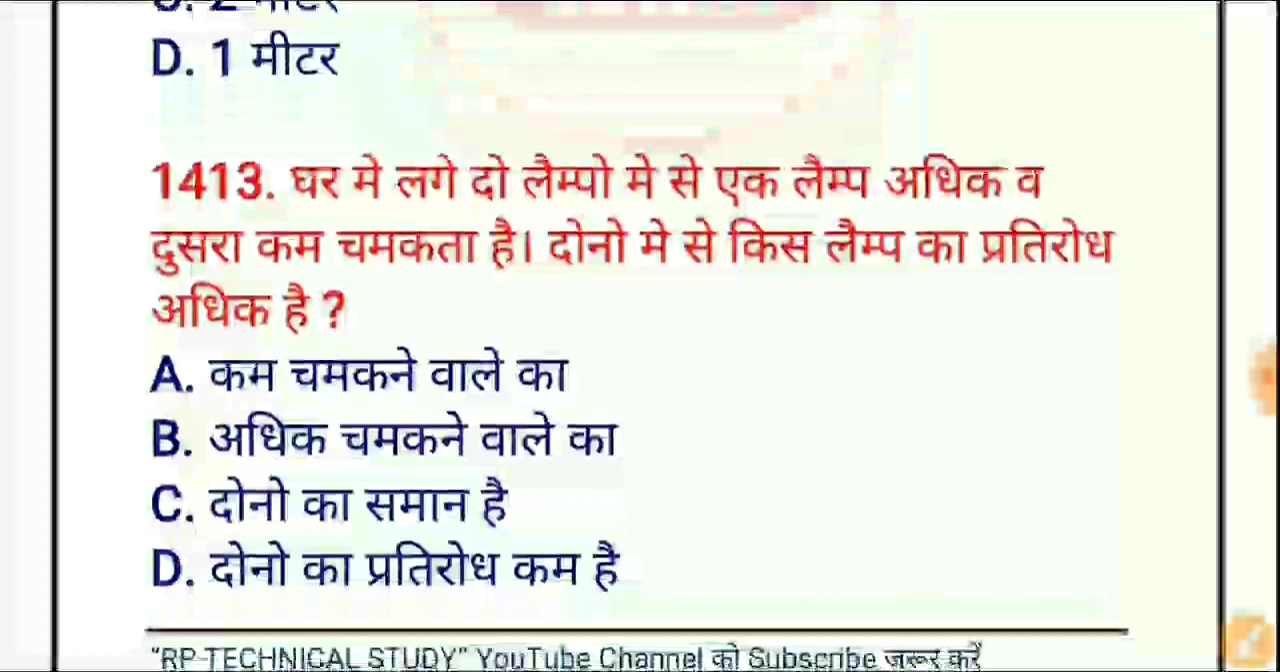 D. 1 मीटर
1413. घर मे लगे दो लैम्पो मे से एक लैम्प अधिक व
दुसरा कम चमकता है। दोनो मे से किस लैम्प का प्रतिरोध
अधिक है ?
A. कम चमकने वाले का
B. अधिक चमकने वाले का
C. दोनो का समान है
D. दोनो का प्रतिरोध कम है
"RP-TECHNICAL STUDY" YouTube Channel को Subscribe जरूर करें